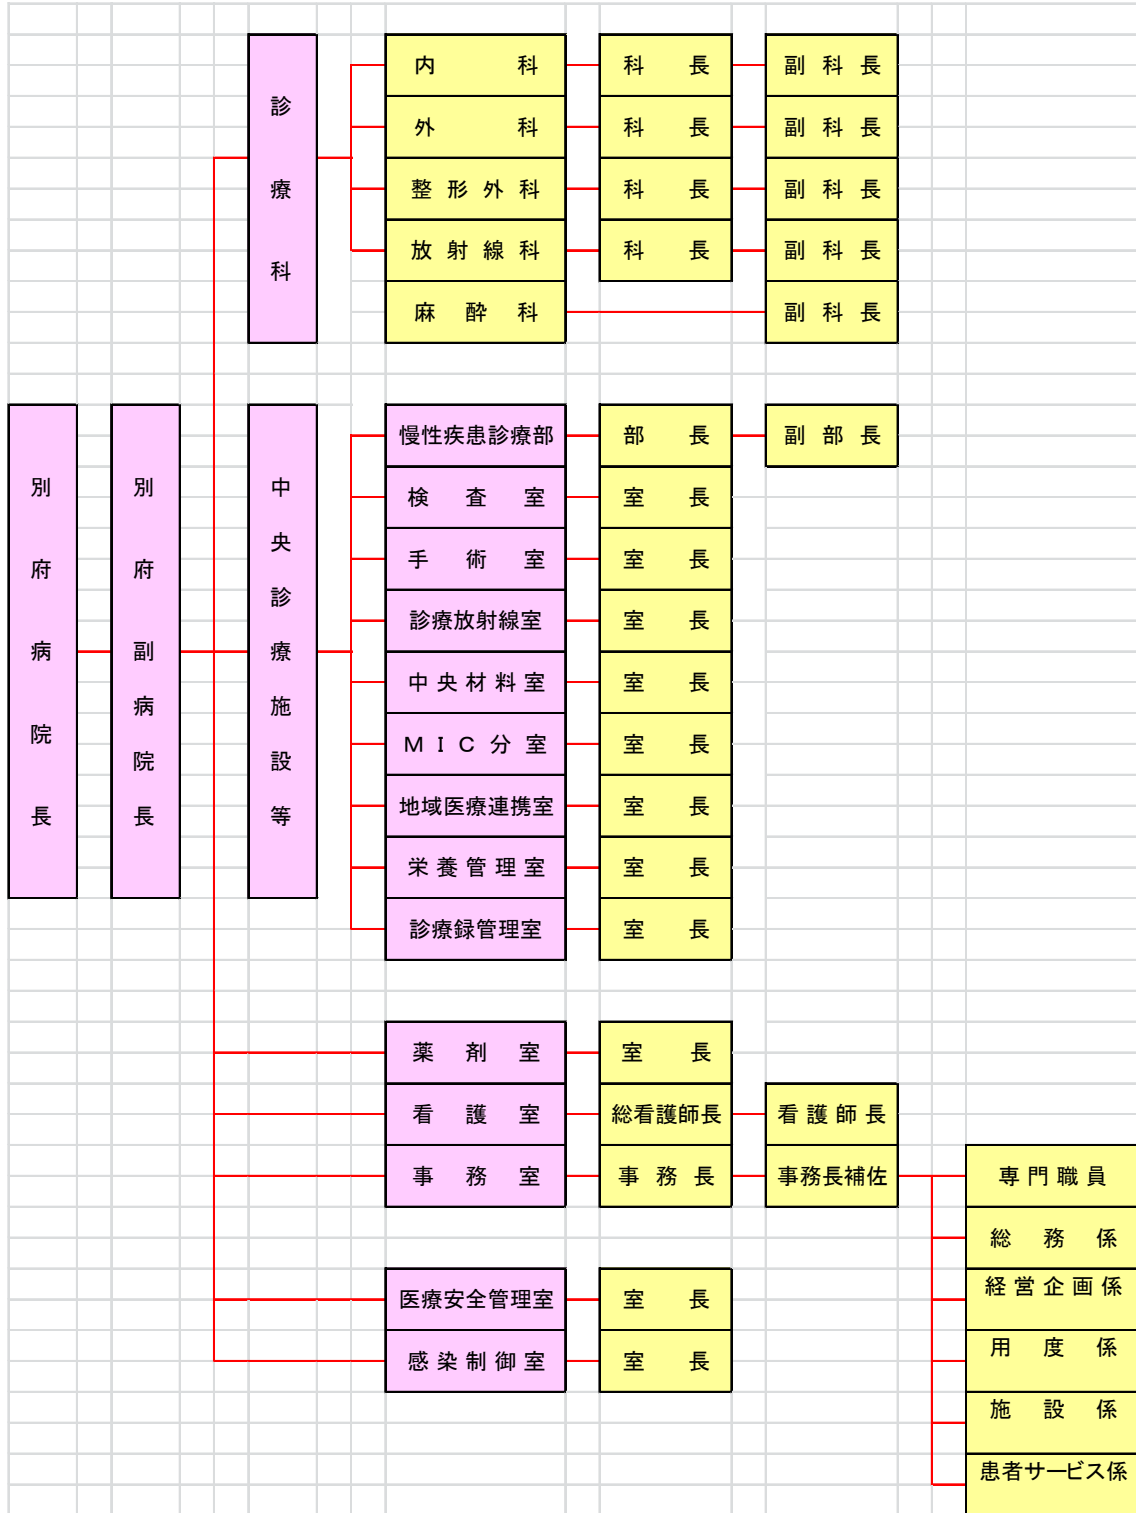 診療科
内科 科長 副科長
外科 科長 副科長
整形外科 科長 副科長
放射線科 科長 副科長
麻酔科 副科長
別府病院長
別府副病院長
中央診療施設等
慢性疾患診療部 部長 副部長
検査室 室長
手術室 室長
診療放射線室 室長
中央材料室 室長
MIC分室 室長
地域医療連携室 室長
栄養管理室 室長
診療録管理室 室長
薬剤室 室長
看護室 総看護師長 看護師長
事務室 事務長 事務長補佐 専門職員
総務係
経営企画係
用度係
施設係
患者サービス係
医療安全管理室 室長
感染制御室 室長